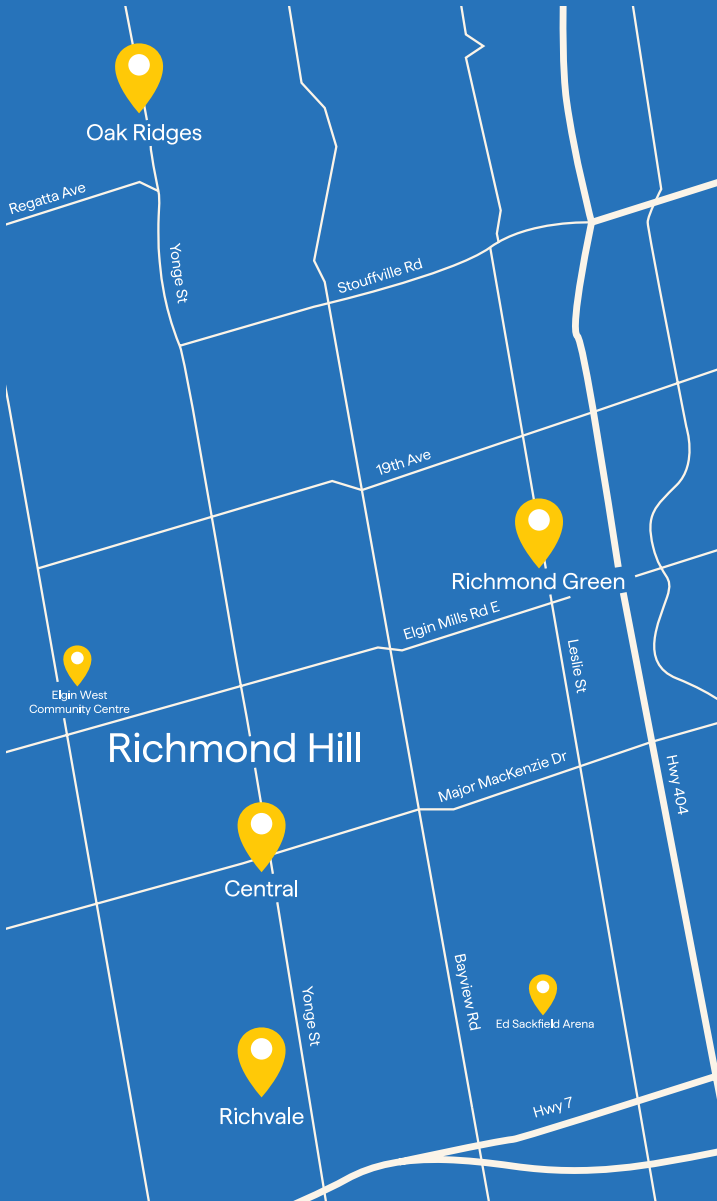 Oak Ridges
Regatta Ave
Yonge St
Stouffville Rd
19th Ave
Richmond Green
Elgin Mills Rd E
Leslie St
Elgin West
Community Centre
Richmond Hill
Major MacKenzie Dr
Hwy 404
Central
Bayview Rd
Yonge St
Ed Sackfield Arena
Hwy 7
Richvale